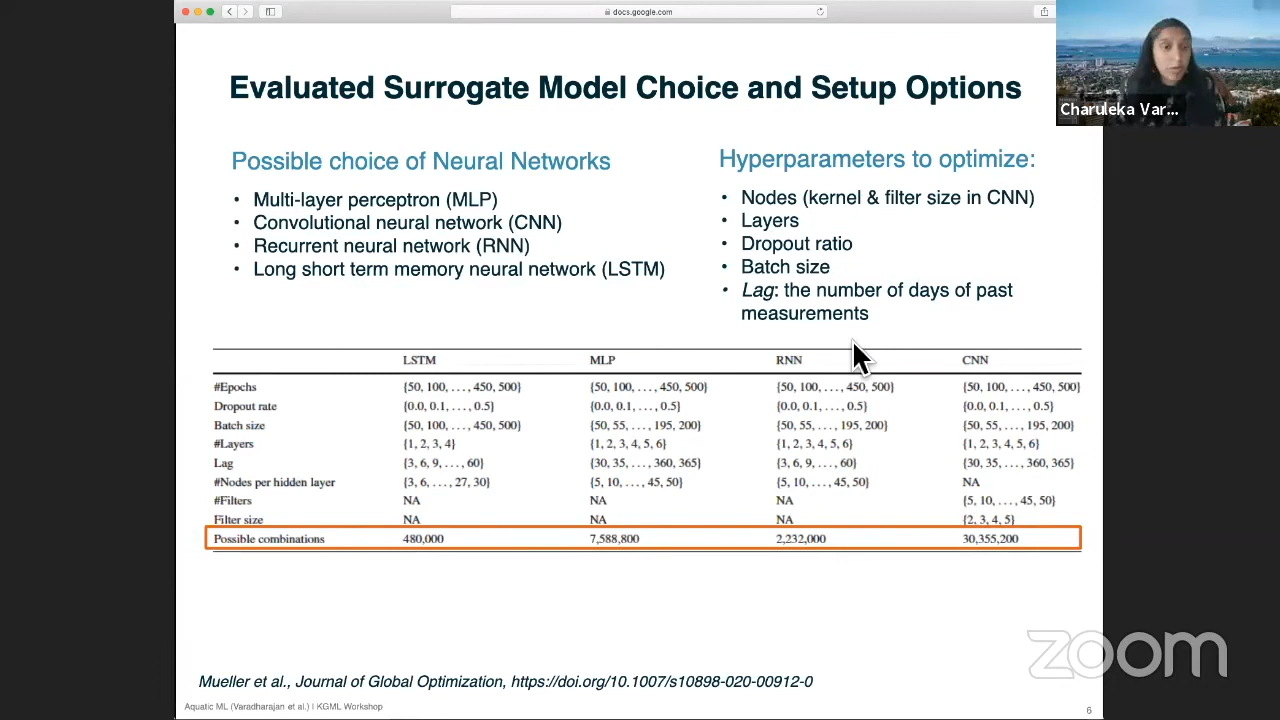 docs.google.com
Evaluated Surrogate Model Choice and Setup Options
Charuleka Var...
Possible choice of Neural Networks
• Multi-layer perceptron (MLP)
• Convolutional neural network (CNN)
• Recurrent neural network (RNN)
• Long short term memory neural network (LSTM)
Hyperparameters to optimize:
• Nodes (kernel & filter size in CNN)
• Layers
• Dropout ratio
• Batch size
• Lag: the number of days of past
measurements
LSTM MLP RNN CNN
#Epochs {50, 100, . . . , 450, 500} {50, 100, . . . , 450, 500} {50, 100, . . . , 450, 500} {50, 100, . . . , 450, 500}
Dropout rate {0.0, 0.1, . . . , 0.5} {0.0, 0.1, . . . , 0.5} {0.0, 0.1, . . . , 0.5} {0.0, 0.1, . . . , 0.5}
Batch size {50, 100, . . . , 450, 500} {50, 55, . . . , 195, 200} {50, 55, . . . , 195, 200} {50, 55, . . . , 195, 200}
#Layers {1, 2, 3, 4} {1, 2, 3, 4, 5, 6} {1, 2, 3, 4, 5, 6} {1, 2, 3, 4, 5, 6}
Lag {3, 6, 9, . . . , 60} {30, 35, . . . , 360, 365} {3, 6, 9, . . . , 60} {30, 35, . . . , 360, 365}
#Nodes per hidden layer {3, 6, . . . , 27, 30} {5, 10, . . . , 45, 50} {5, 10, . . . , 45, 50} NA
#Filters NA NA NA {5, 10, . . . , 45, 50}
Filter size NA NA NA {2, 3, 4, 5}
Possible combinations 480,000 7,588,800 2,232,000 30,355,200
zoom
Mueller et al., Journal of Global Optimization, https://doi.org/10.1007/s10898-020-00912-0
Aquatic ML (Varadharajan et al.) | KGML Workshop
6